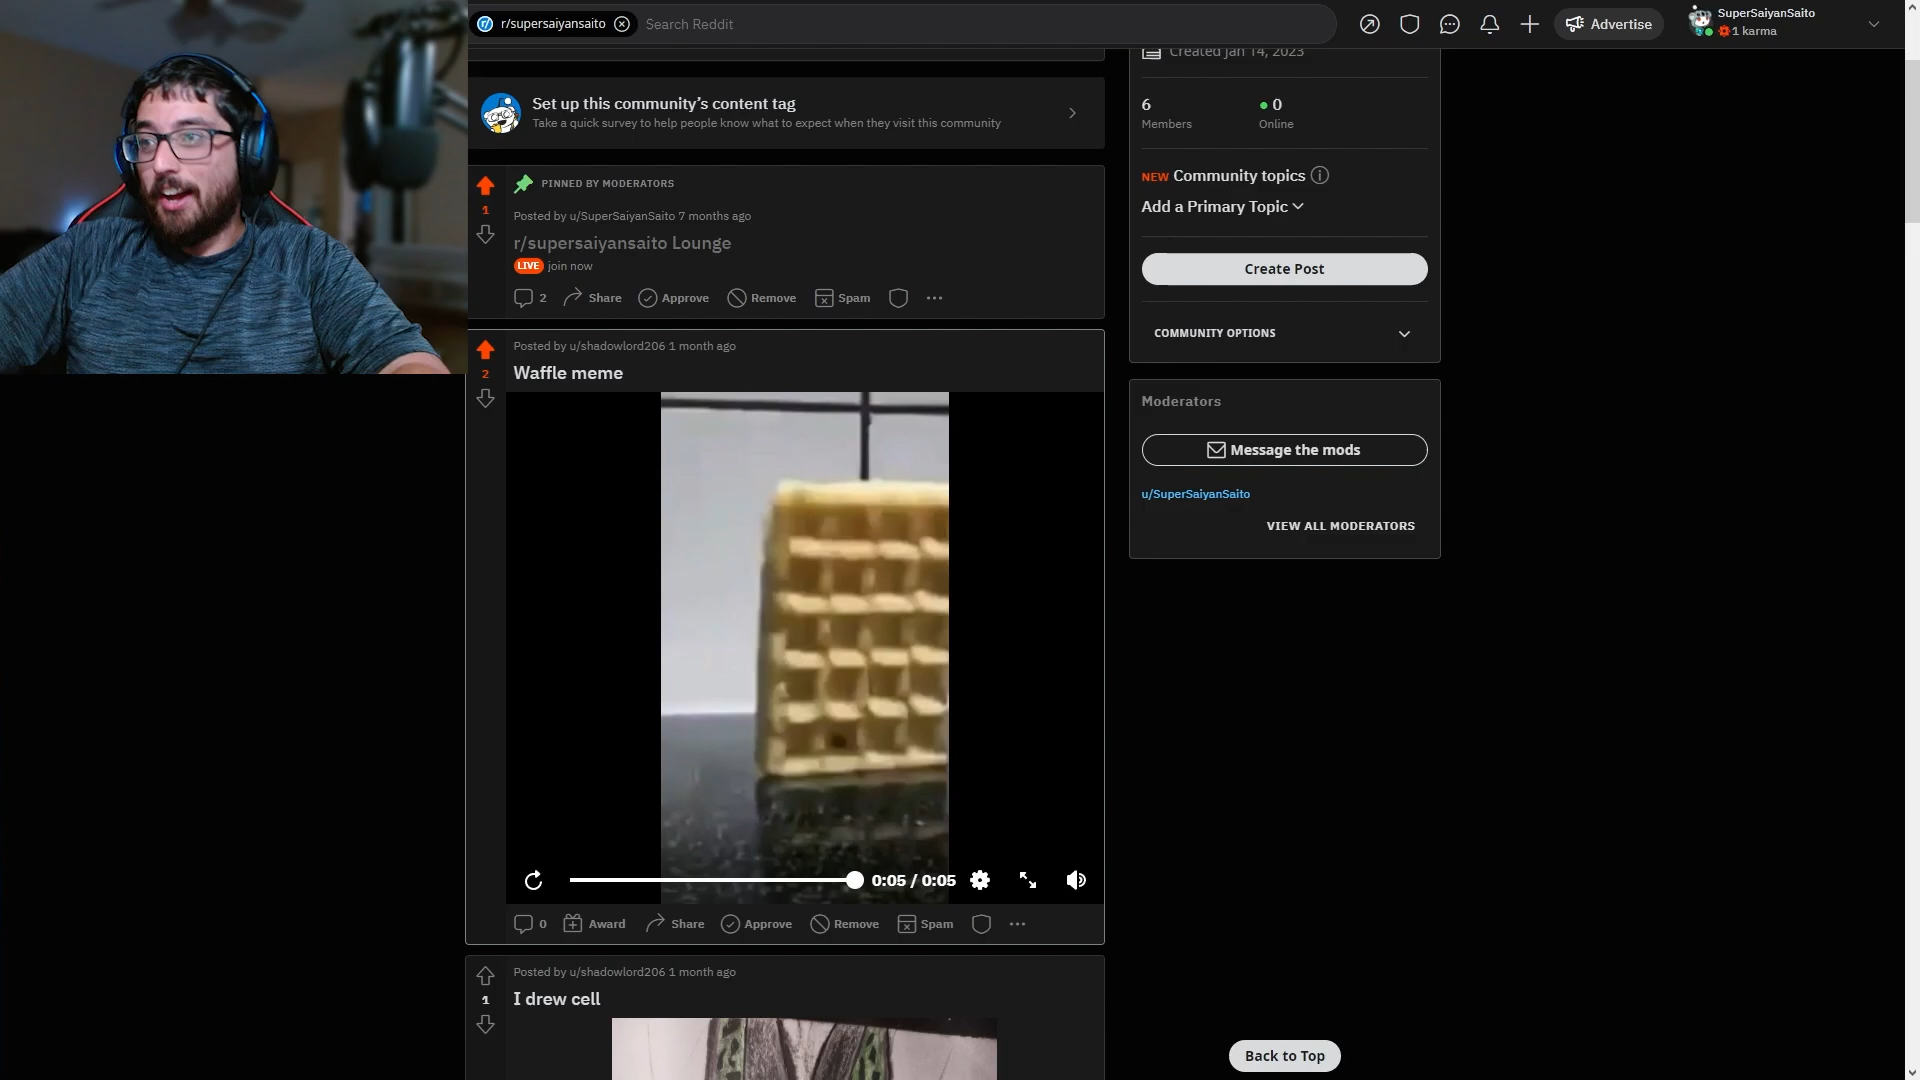 r/supersaiyansaito
Search Reddit
Advertise
SuperSaiyanSaito
1 karma
Created Jan 14, 2023
Set up this community's content tag
Take a quick survey to help people know what to expect when they visit this community
6
0
Members
Online
NEW Community topics
Add a Primary Topic
Create Post
COMMUNITY OPTIONS
Moderators
Message the mods
u/SuperSaiyanSaito
VIEW ALL MODERATORS
PINNED BY MODERATORS
1
Posted by u/SuperSaiyanSaito 7 months ago
r/supersaiyansaito Lounge
LIVE join now
2 Share Approve Remove Spam
Posted by u/shadowlord206 1 month ago
2
Waffle meme
0:05 / 0:05
0 Award Share Approve Remove Spam
Posted by u/shadowlord206 1 month ago
1
I drew cell
Back to Top